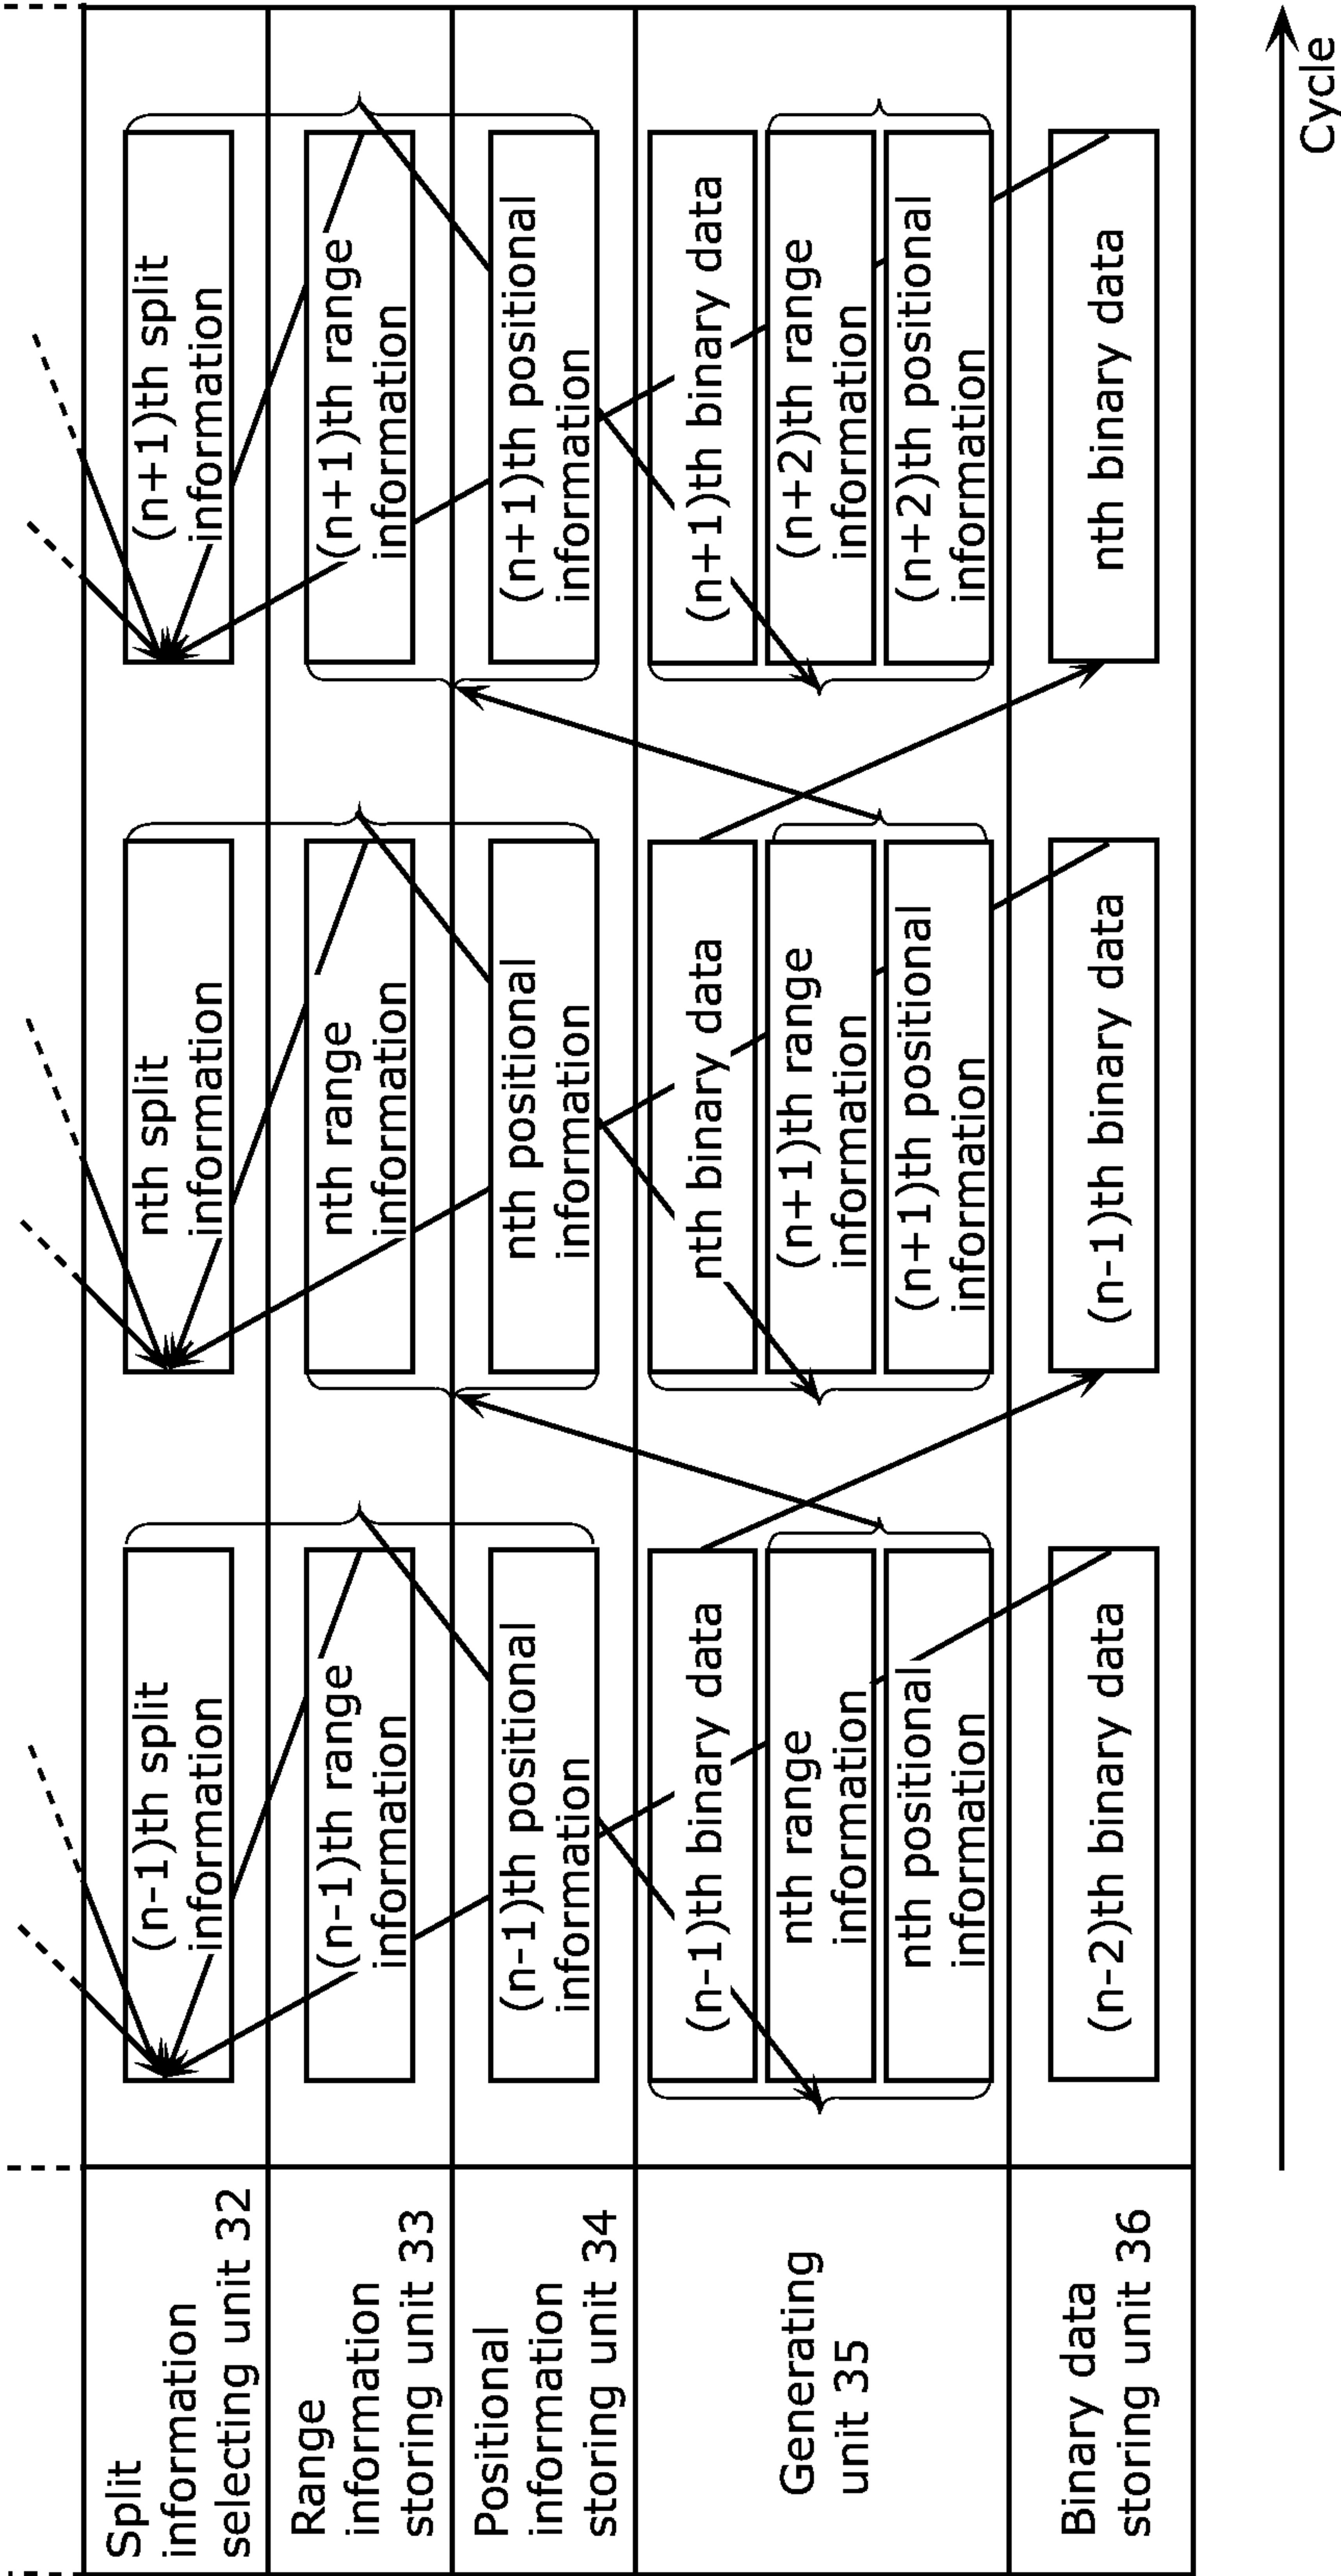 Split
information
selecting unit 32
(n-1)th split
information
nth split
information
(n+1)th split
information
Range
information
storing unit 33
(n-1)th range
information
nth range
information
(n+1)th range
information
Positional
information
storing unit 34
(n-1)th positional
information
nth positional
information
(n+1)th positional
information
Generating
unit 35
(n-1)th binary data
nth range
information
nth positional
information
nth binary data
(n+1)th range
information
(n+1)th positional
information
(n+1)th binary data
(n+2)th range
information
(n+2)th positional
information
Binary data
storing unit 36
(n-2)th binary data
(n-1)th binary data
nth binary data
Cycle